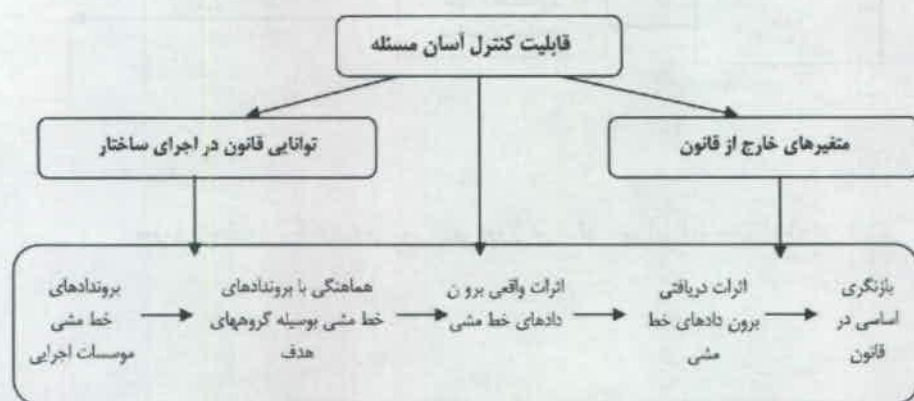 قابلیت کنترل آسان مسئله
متغیرهای خارج از قانون
توانایی قانون در اجرای ساختار
بروندادهای
خط مشی
موسسات اجرایی
هماهنگی با بروندادهای
خط مشی بوسیله گروههای
هدف
اثرات واقعی برو ن
دادهای خط مشی
اثرات دریافتی
برون دادهای خط
مشی
بازنگری
اساسی در
قانون